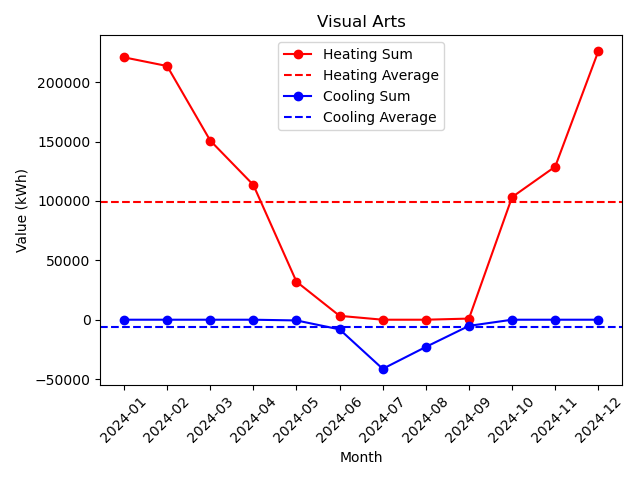 Visual Arts
Heating Sum
Heating Average
Cooling Sum
Cooling Average
Value (kWh)
200000
150000
100000
50000
0
−50000
2024-01
2024-02
2024-03
2024-04
2024-05
2024-06
2024-07
2024-08
2024-09
2024-10
2024-11
2024-12
Month